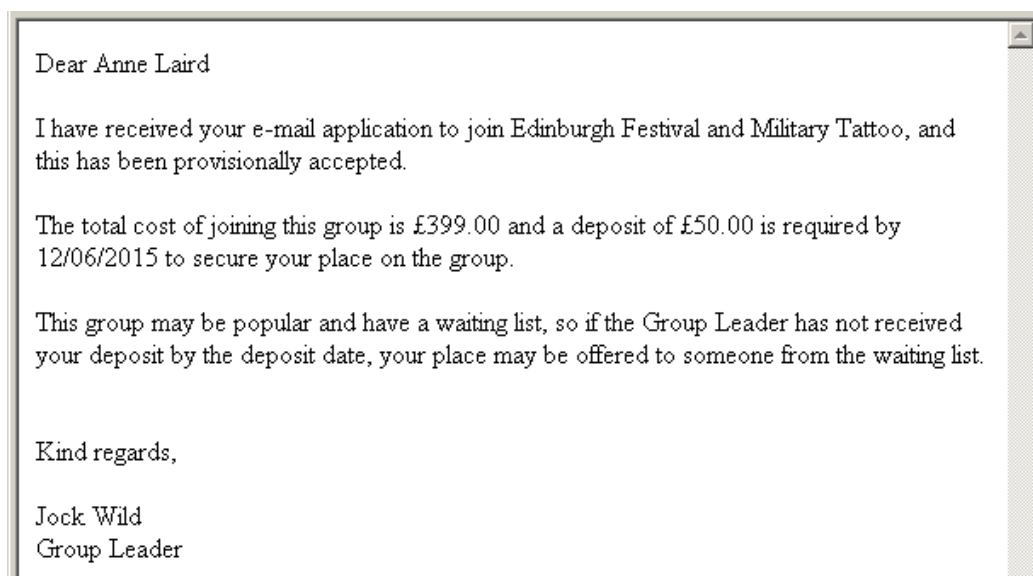 Dear Anne Laird
I have received your e-mail application to join Edinburgh Festival and Military Tattoo, and
this has been provisionally accepted.
The total cost of joining this group is £399.00 and a deposit of £50.00 is required by
12/06/2015 to secure your place on the group.
This group may be popular and have a waiting list, so if the Group Leader has not received
your deposit by the deposit date, your place may be offered to someone from the waiting list.
Kind regards,
Jock Wild
Group Leader